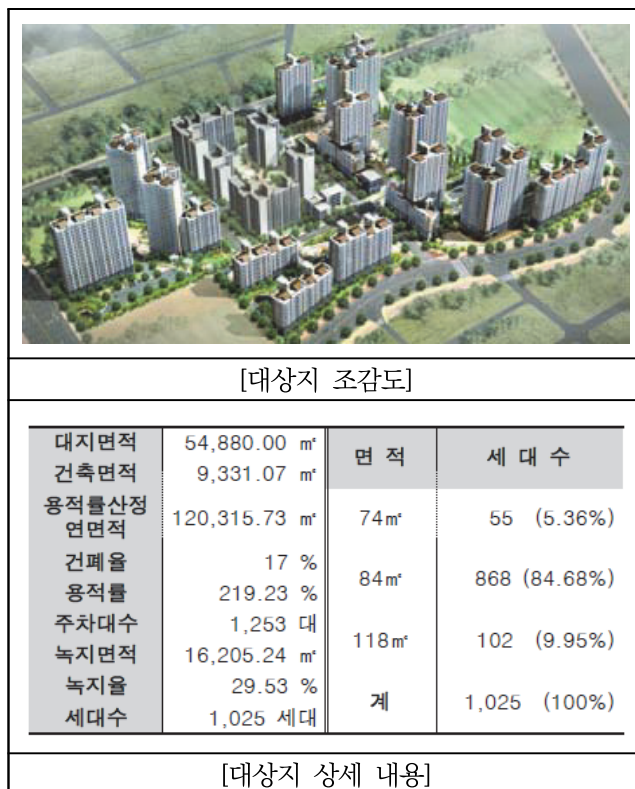 [대상지 조감도]
대지면적 54,880.00 ㎡
건축면적 9,331.07 ㎡
용적률산정
연면적 120,315.73 ㎡
건폐율 17 %
용적률 219.23 %
주차대수 1,253 대
녹지면적 16,205.24 ㎡
녹지율 29.53 %
세대수 1,025 세대
면 적 세 대 수
74㎡ 55 (5.36%)
84㎡ 868 (84.68%)
118㎡ 102 (9.95%)
계 1,025 (100%)
[대상지 상세 내용]